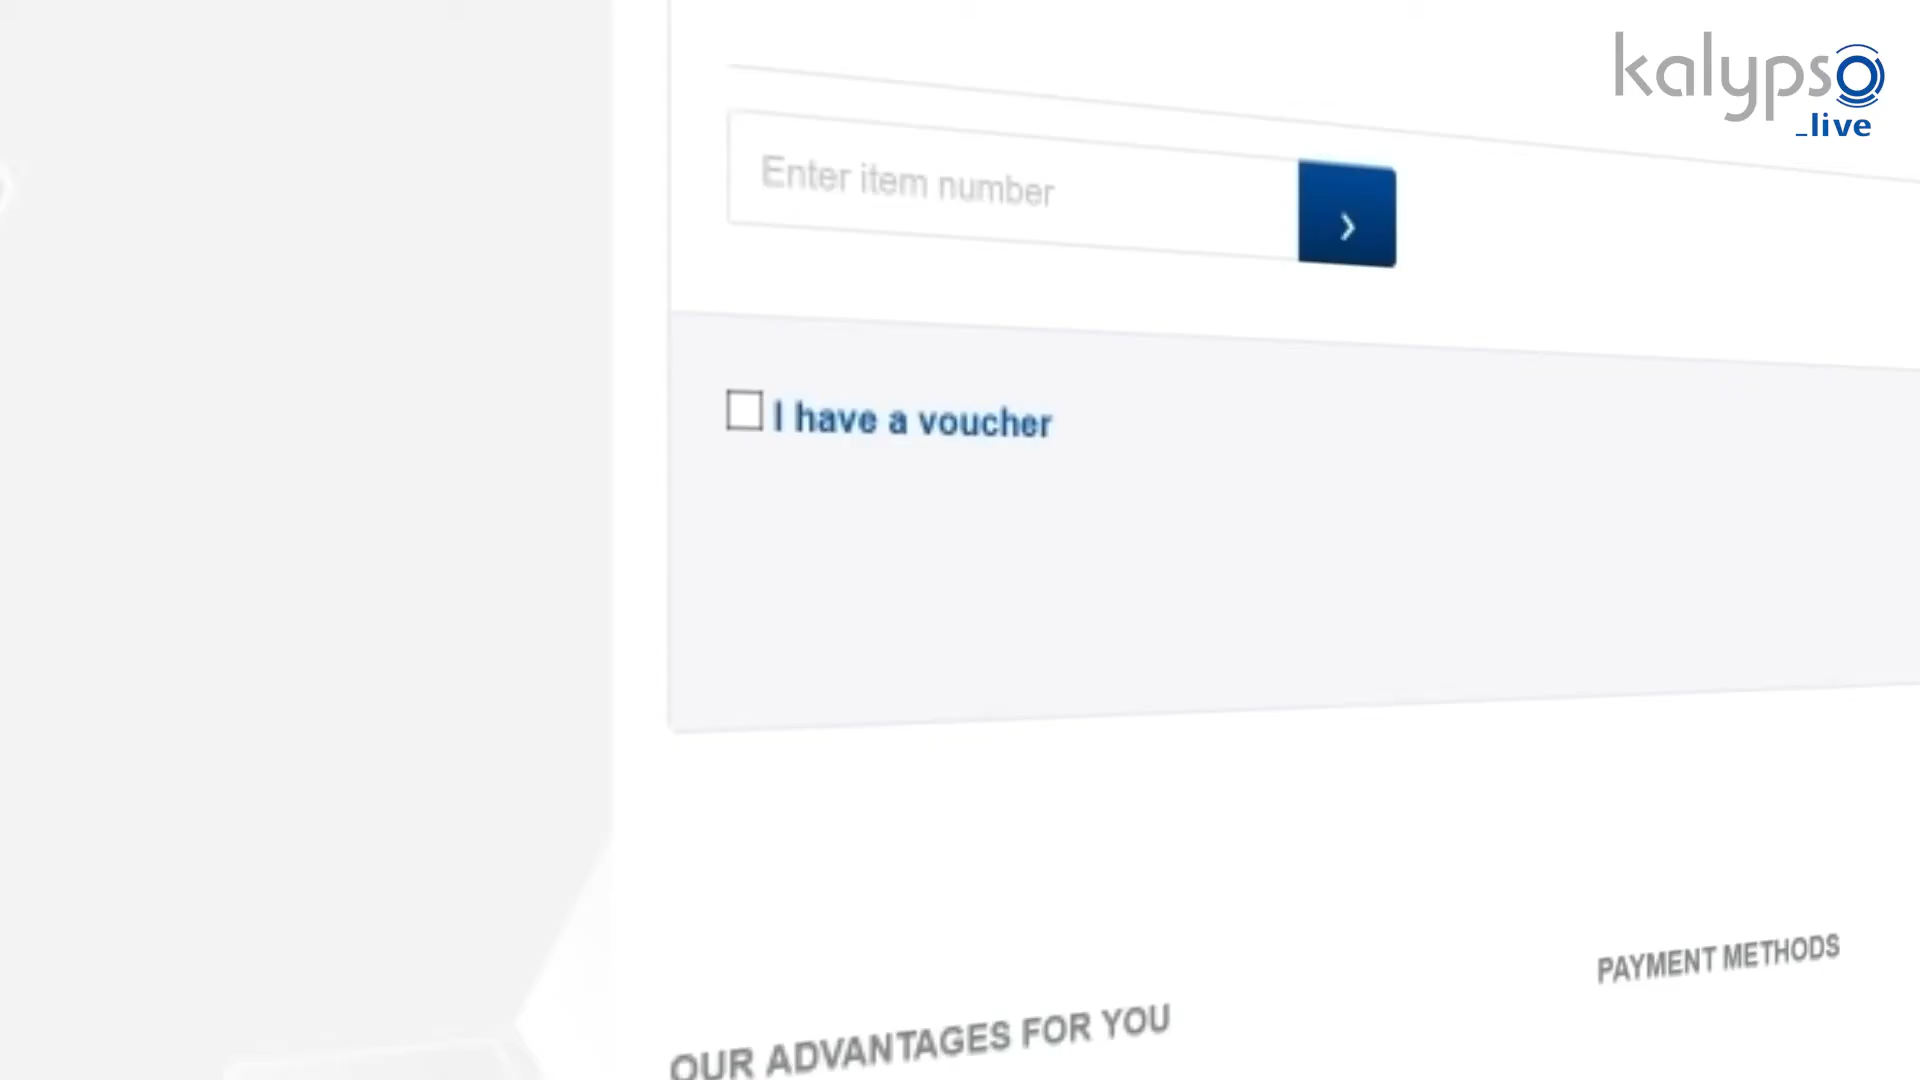 kalypso
_live
Enter item number
I have a voucher
PAYMENT METHODS
OUR ADVANTAGES FOR YOU